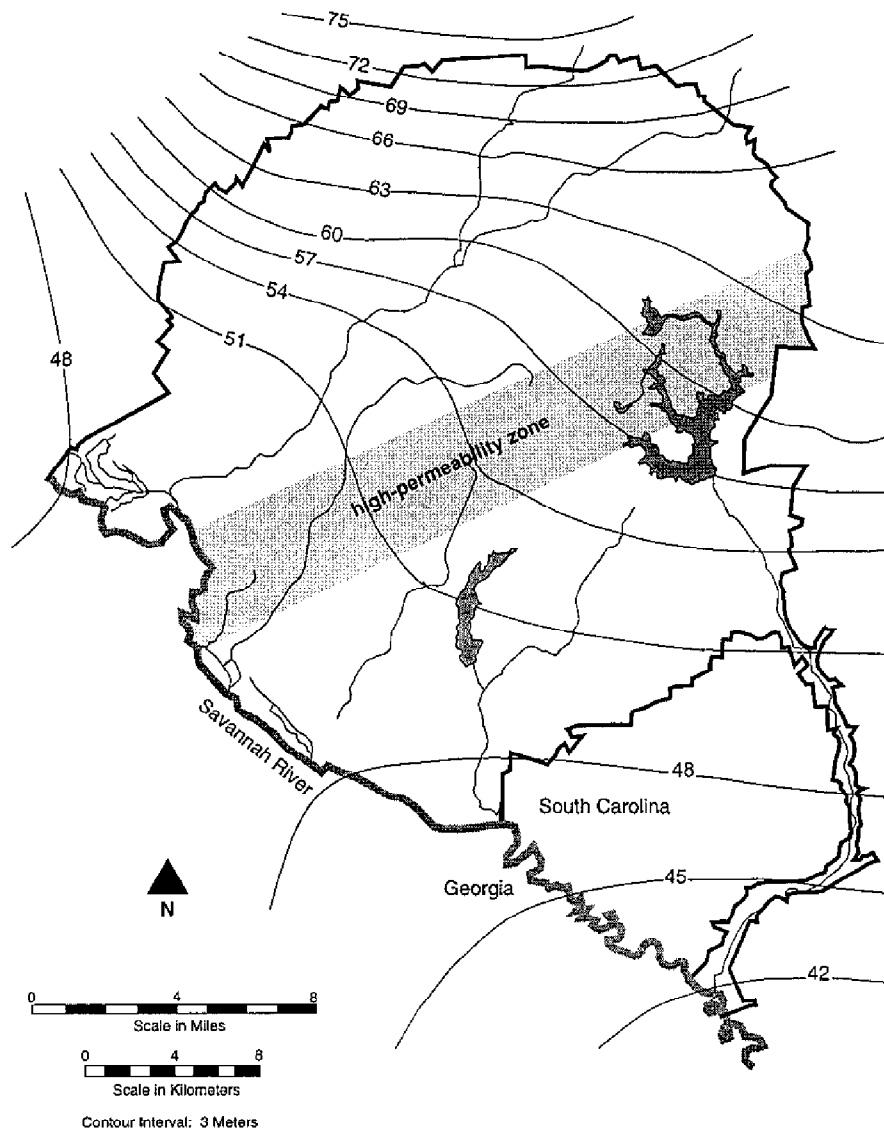 75
72
69
66
63
60
57
54
51
48
high-permeability zone
Savannah River
48
South Carolina
Georgia
45
42
N
0 4 8
Scale in Miles
0 4 8
Scale in Kilometers
Contour Interval: 3 Meters